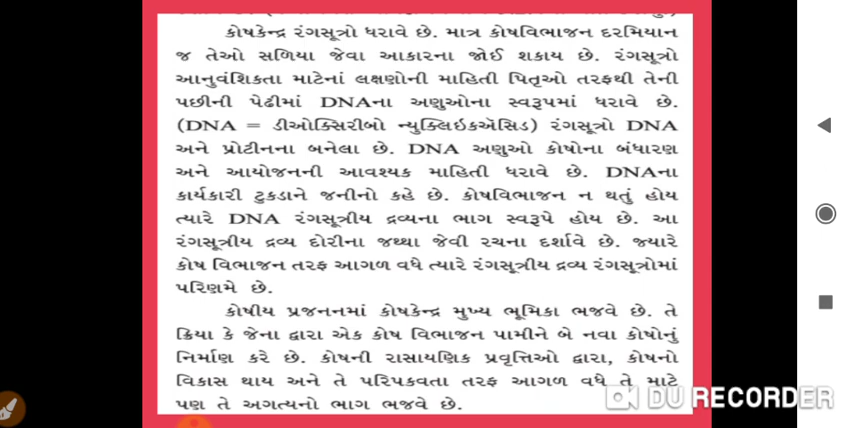 કોષકેન્દ્ર રંગસૂત્રો ધરાવે છે. માત્ર કોષવિભાજન દરમિયાન
જ તેઓ સળિયા જેવા આકારના જોઈ શકાય છે. રંગસૂત્રો
આનુવંશિકતા માટેનાં લક્ષણોની માહિતી પિતૃઓ તરફથી તેની
પછીની પેઢીમાં DNAના અણુઓના સ્વરૂપમાં ધરાવે છે.
(DNA = ડીઓક્સિરીબો ન્યુક્લિઇકઍસિડ) રંગસૂત્રો DNA
અને પ્રોટીનના બનેલા છે. DNA અણુઓ કોષોના બંધારણ
અને આયોજનની આવશ્યક માહિતી ધરાવે છે. DNAના
કાર્યકારી ટુકડાને જનીનો કહે છે. કોષવિભાજન ન થતું હોય
ત્યારે DNA રંગસૂત્રીય દ્રવ્યના ભાગ સ્વરૂપે હોય છે. આ
રંગસૂત્રીય દ્રવ્ય દોરીના જથ્થા જેવી રચના દર્શાવે છે. જ્યારે
કોષ વિભાજન તરફ આગળ વધે ત્યારે રંગસૂત્રીય દ્રવ્ય રંગસૂત્રોમાં
પરિણમે છે.
કોષીય પ્રજનનમાં કોષકેન્દ્ર મુખ્ય ભૂમિકા ભજવે છે. તે
ક્રિયા કે જેના દ્વારા એક કોષ વિભાજન પામીને બે નવા કોષોનું
નિર્માણ કરે છે. કોષની રાસાયણિક પ્રવૃત્તિઓ દ્વારા, કોષનો
વિકાસ થાય અને તે પરિપક્વતા તરફ આગળ વધે તે માટે
પણ તે અગત્યનો ભાગ ભજવે છે.
DU RECORDER